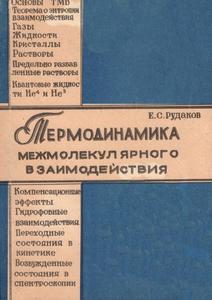 Основы ТМВ
Теорема о энтропии
взаимодействия
Газы
Жидкости
Кристаллы
Растворы
Предельно разбав
ленные растворы
Квантовые жидкос
ти Не⁴ и Не³
Е.С.Рудаков
Термодинамика
межмолекулярного
взаимодействия
Компенсационные
эффекты
Гидрофобные
взаимодействия
Переходные
состояния в
кинетике
Возбужденные
состояния в
спектроскопии